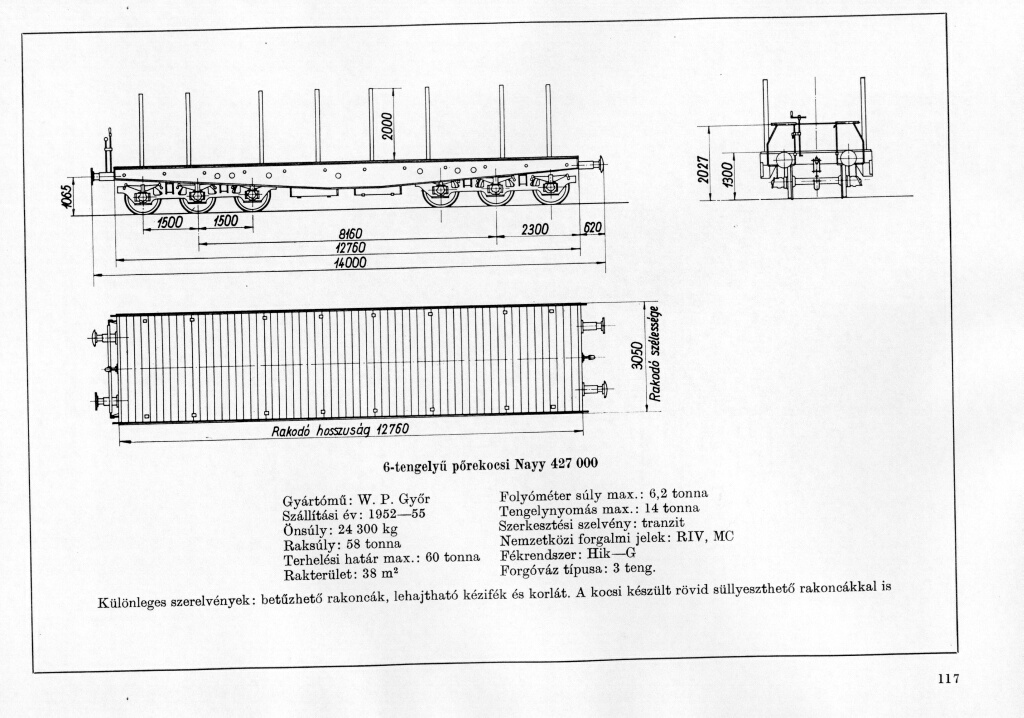 2000
2027
1300
1065
1500
1500
8160
2300
620
12760
14000
3050
Rakodó szélessége
Rakodó hosszuság 12760
6-tengelyű pőrekocsi Nayy 427 000
Gyártómű: W. P. Győr
Szállítási év: 1952—55
Önsúly: 24 300 kg
Raksúly: 58 tonna
Terhelési határ max.: 60 tonna
Rakterület: 38 m²
Folyóméter súly max.: 6,2 tonna
Tengelynyomás max.: 14 tonna
Szerkesztési szelvény: tranzit
Nemzetközi forgalmi jelek: RIV, MC
Fékrendszer: Hik—G
Forgóváz típusa: 3 teng.
Különleges szerelvények: betűzhető rakoncák, lehajtható kézifék és korlát. A kocsi készült rövid süllyeszthető rakoncákkal is
117